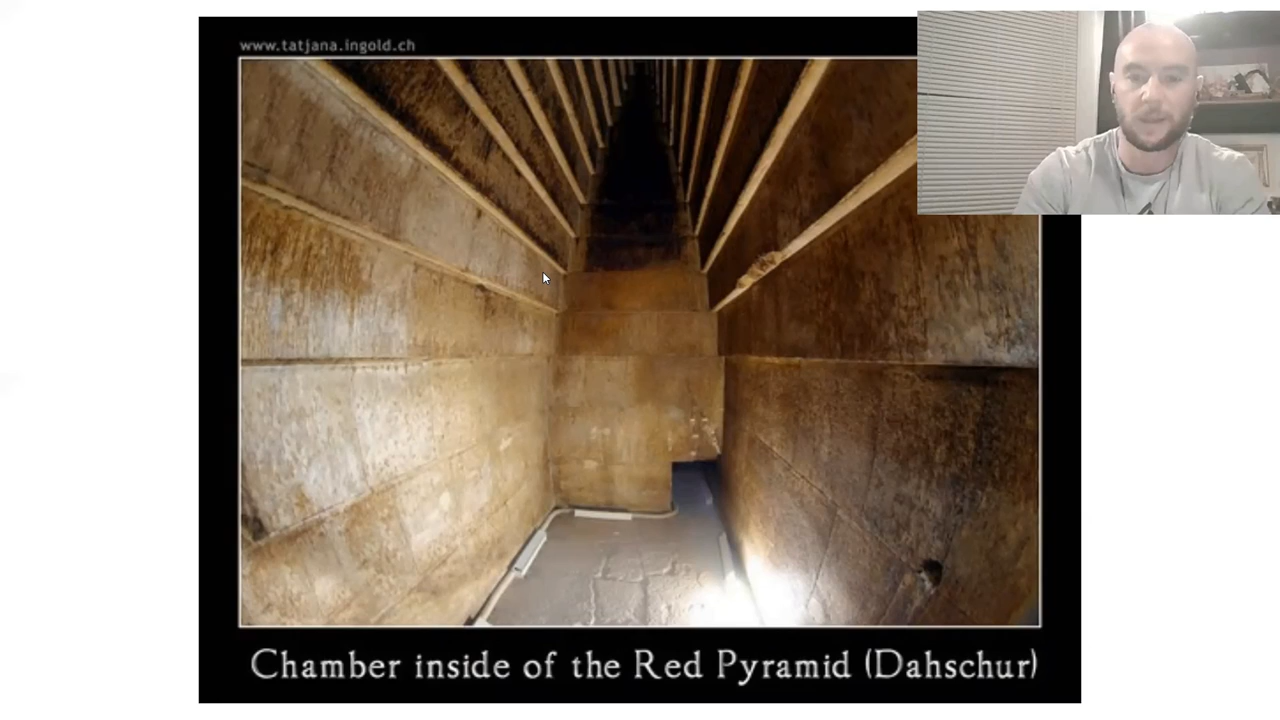 www.tatjana.ingold.ch
Chamber inside of the Red Pyramid (Dahschur)